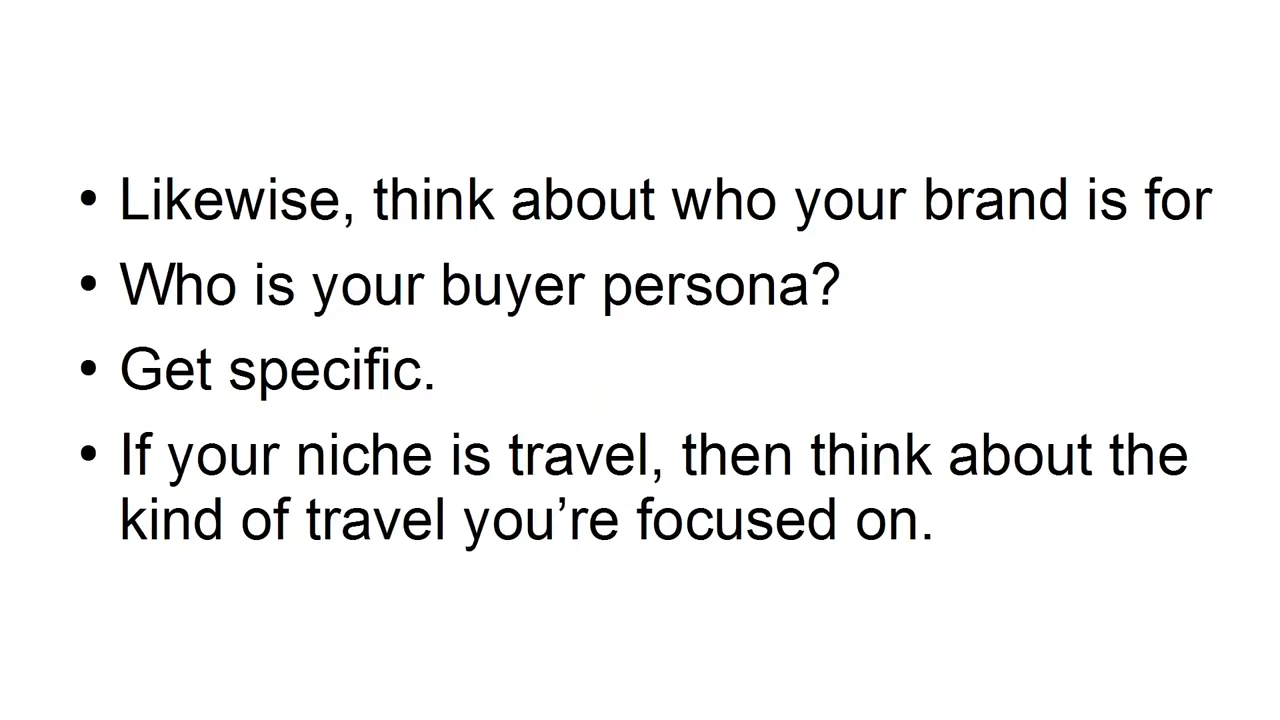 • Likewise, think about who your brand is for
• Who is your buyer persona?
• Get specific.
• If your niche is travel, then think about the
kind of travel you’re focused on.